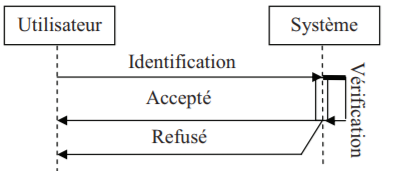 Utilisateur
Système
Identification
Vérification
Accepté
Refusé